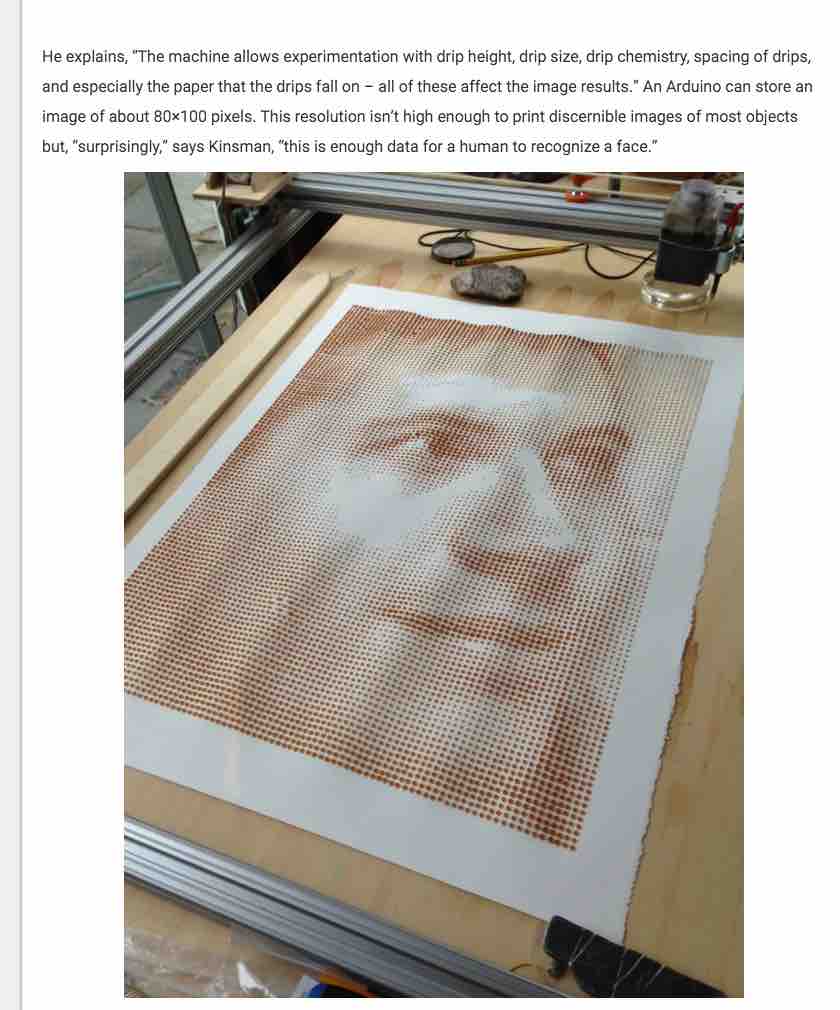 He explains, “The machine allows experimentation with drip height, drip size, drip chemistry, spacing of drips,
and especially the paper that the drips fall on – all of these affect the image results.” An Arduino can store an
image of about 80×100 pixels. This resolution isn’t high enough to print discernible images of most objects
but, “surprisingly,” says Kinsman, “this is enough data for a human to recognize a face.”